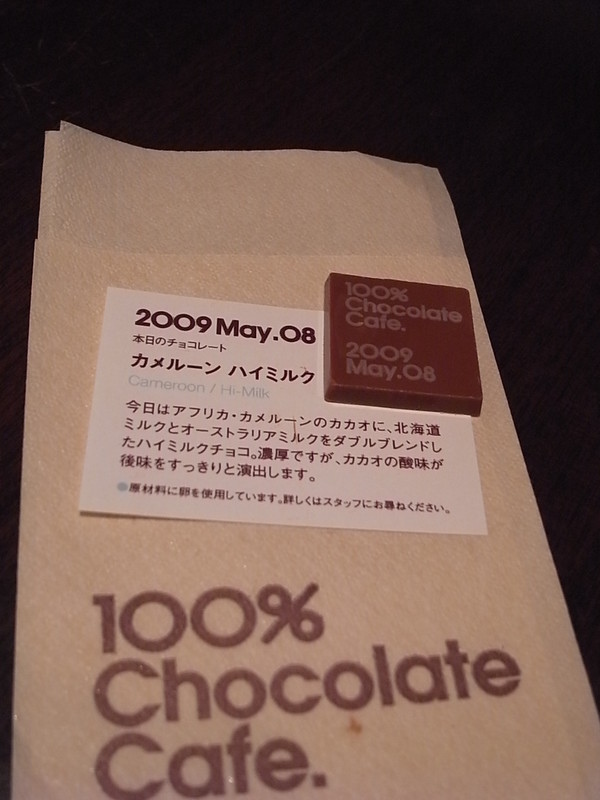 100%
Chocolate
Cafe.
2009
May.08
2009 May.08
本日のチョコレート
カメルーン ハイミルク
Cameroon / Hi-Milk
今日はアフリカ・カメルーンのカカオに、北海道
ミルクとオーストラリアミルクをダブルブレンドし
たハイミルクチョコ。濃厚ですが、カカオの酸味が
後味をすっきりと演出します。
●原材料に卵を使用しています。詳しくはスタッフにお尋ねください。
100%
Chocolate
Cafe.